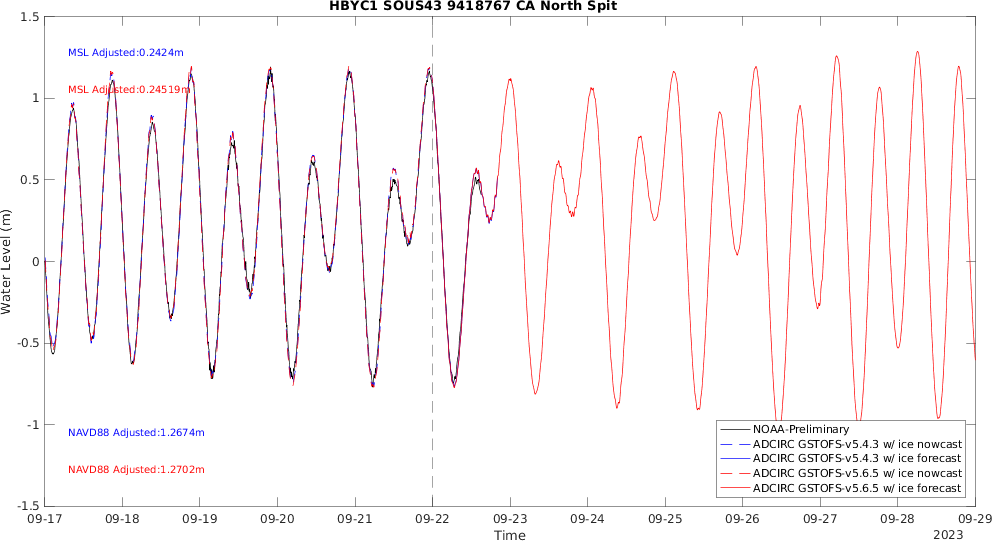 HBYC1 SOUS43 9418767 CA North Spit
1.5
1
0.5
0
-0.5
-1
-1.5
Water Level (m)
MSL Adjusted:0.2424m
MSL Adjusted:0.24519m
NAVD88 Adjusted:1.2674m
NAVD88 Adjusted:1.2702m
NOAA-Preliminary
ADCIRC GSTOFS-v5.4.3 w/ ice nowcast
ADCIRC GSTOFS-v5.4.3 w/ ice forecast
ADCIRC GSTOFS-v5.6.5 w/ ice nowcast
ADCIRC GSTOFS-v5.6.5 w/ ice forecast
09-17 09-18 09-19 09-20 09-21 09-22 09-23 09-24 09-25 09-26 09-27 09-28 09-29
Time
2023